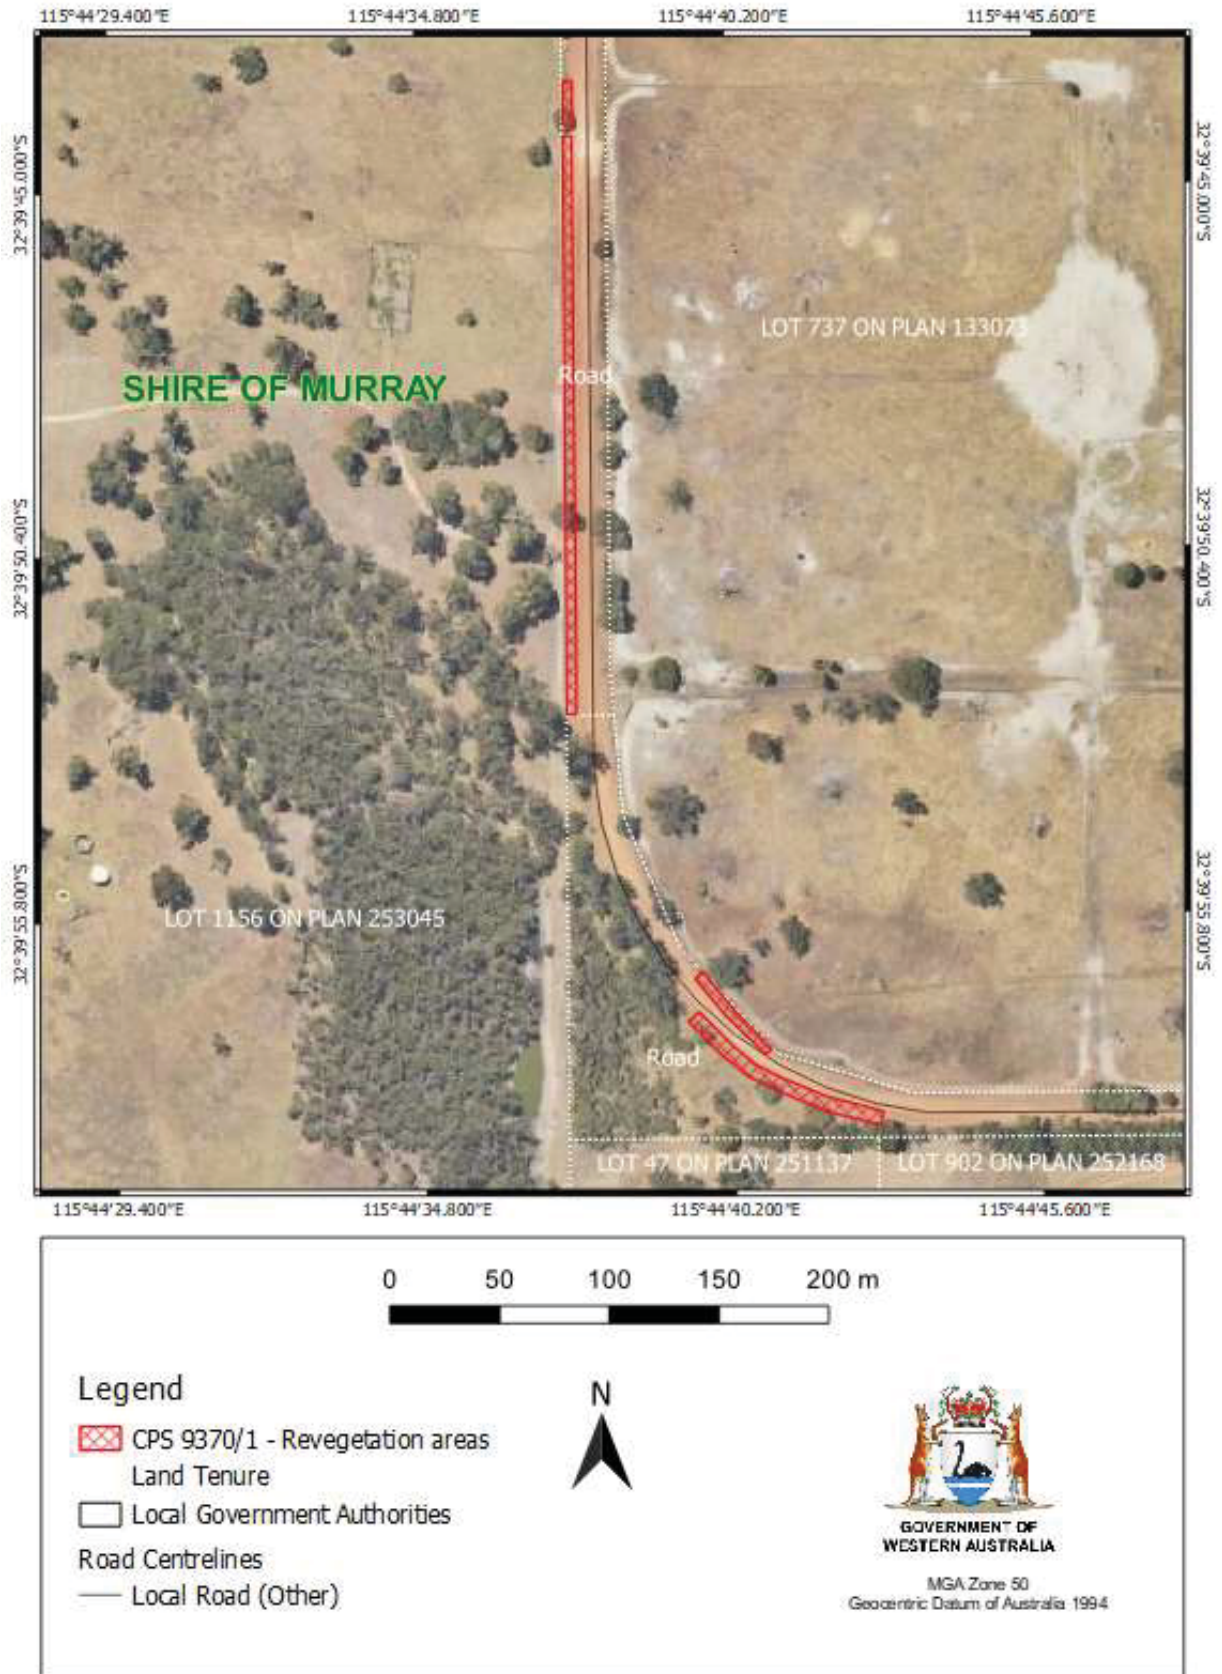 115°44'29.400"E
115°44'34.800"E
115°44'40.200"E
115°44'45.600"E
32°39'45.000"S
32°39'45.000"S
LOT 737 ON PLAN 133073
Road
SHIRE OF MURRAY
32°39'50.400"S
32°39'50.400"S
32°39'55.800"S
32°39'55.800"S
LOT 1156 ON PLAN 253045
Road
LOT 47 ON PLAN 251137
LOT 902 ON PLAN 252168
115°44'29.400"E
115°44'34.800"E
115°44'40.200"E
115°44'45.600"E
0 50 100 150 200 m
Legend
CPS 9370/1 - Revegetation areas
Land Tenure
Local Government Authorities
Road Centrelines
Local Road (Other)
N
GOVERNMENT OF
WESTERN AUSTRALIA
MGA Zone 50
Geocentric Datum of Australia 1994